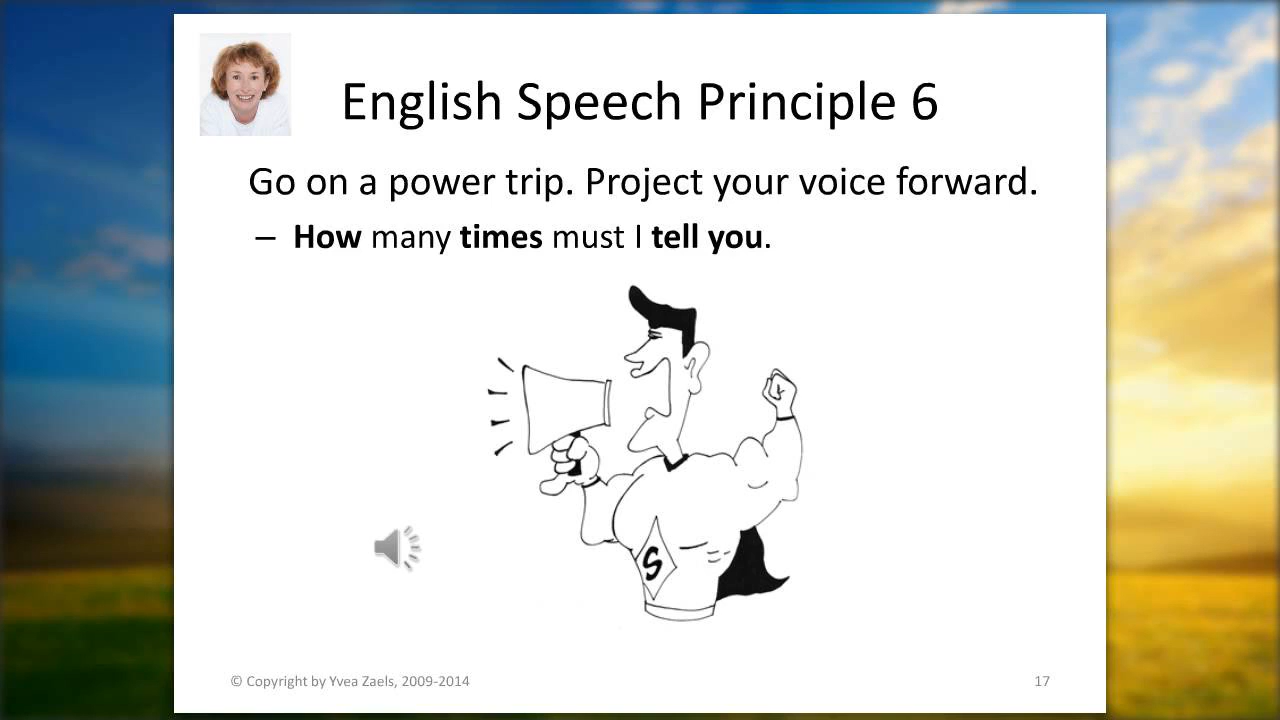 English Speech Principle 6
Go on a power trip. Project your voice forward.
– How many times must I tell you.
S
© Copyright by Yvea Zaels, 2009-2014
17